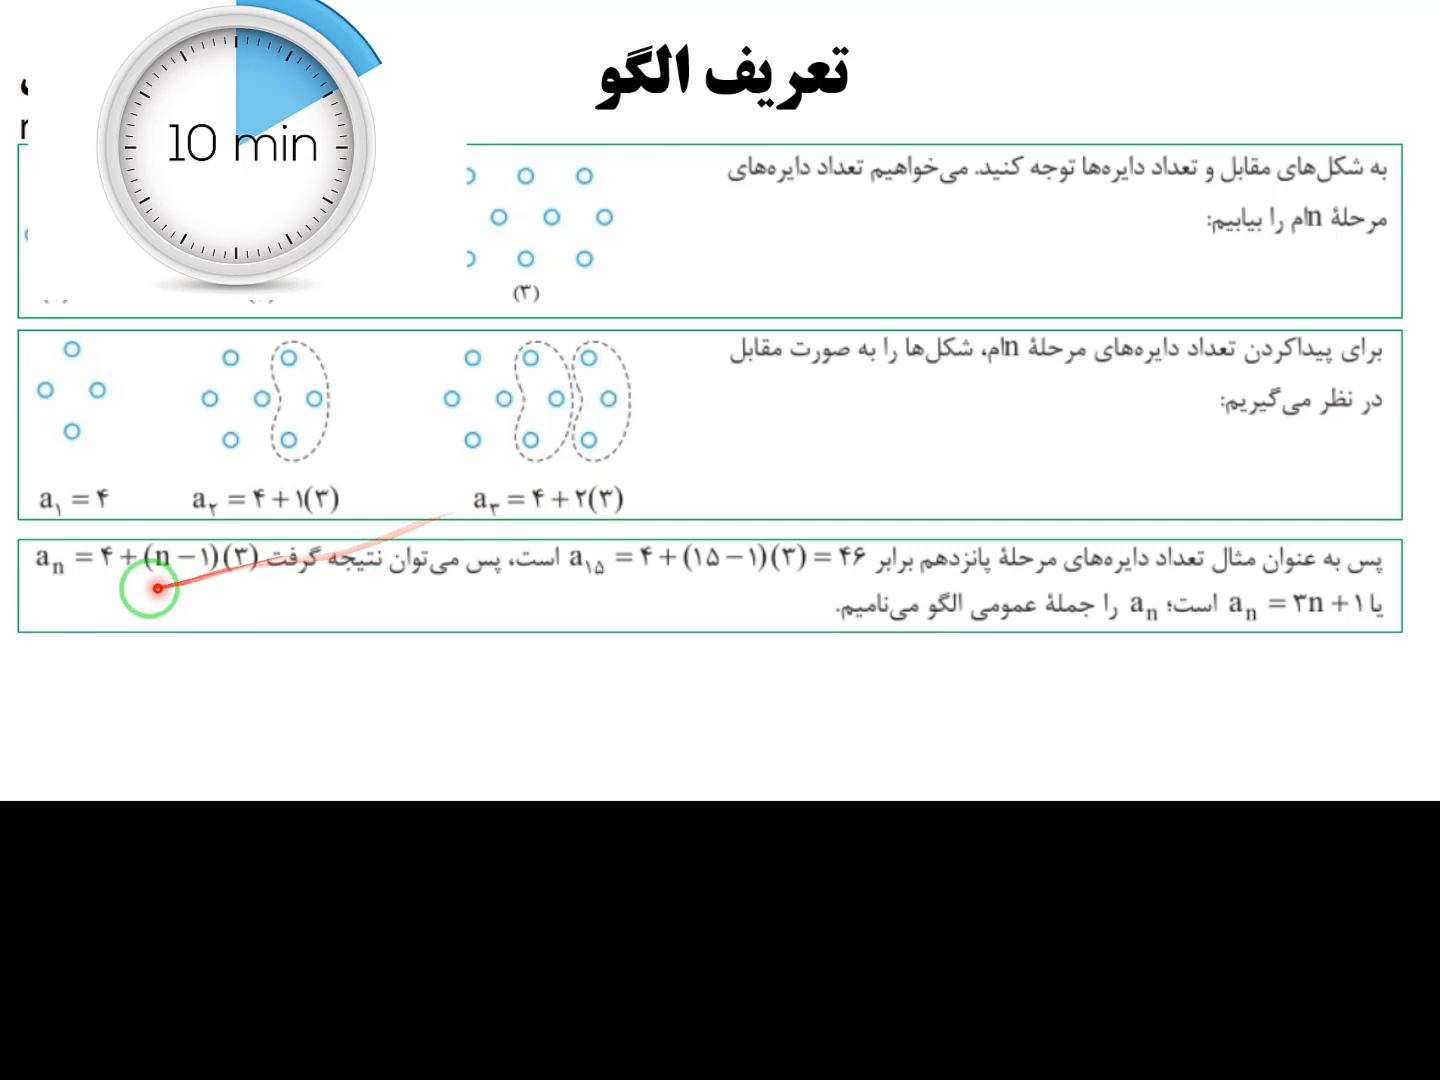 تعریف الگو
10 min
به شکل‌های مقابل و تعداد دایره‌ها توجه کنید. می‌خواهیم تعداد دایره‌های
مرحلهٔ nام را بیابیم:
(۳)
برای پیداکردن تعداد دایره‌های مرحلهٔ nام، شکل‌ها را به صورت مقابل
در نظر می‌گیریم:
a₁ = ۴ a₂ = ۴ + ۱(۳) a₃ = ۴ + ۲(۳)
پس به عنوان مثال تعداد دایره‌های مرحلهٔ پانزدهم برابر a₁₅ = ۴ + (۱۵ − ۱)(۳) = ۴۶ است، پس می‌توان نتیجه گرفت aₙ = ۴ + (n − ۱)(۳)
یا aₙ = ۳n + ۱ است؛ aₙ را جملهٔ عمومی الگو می‌نامیم.